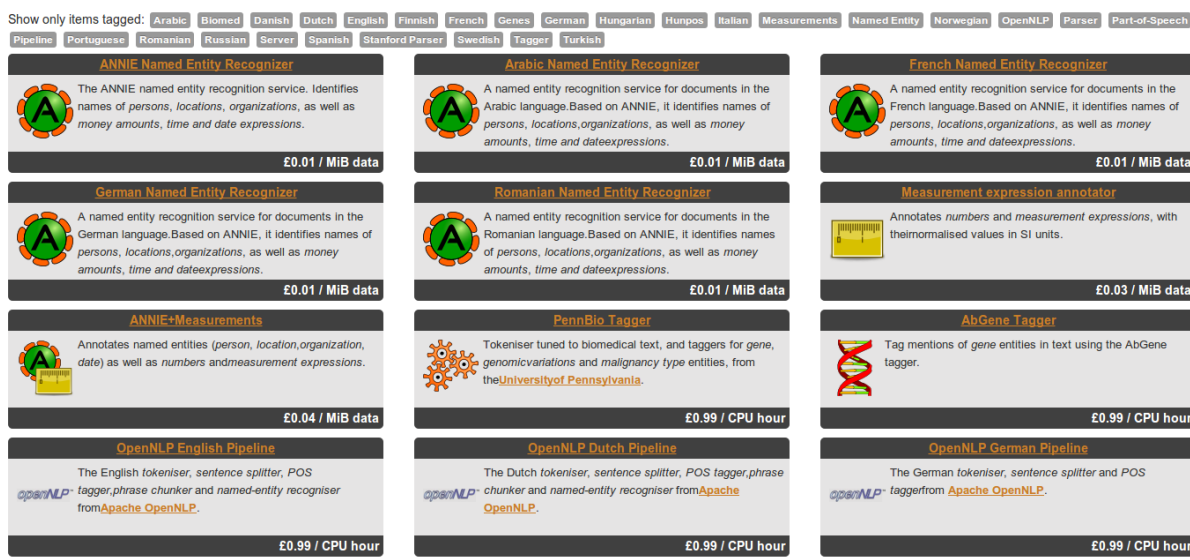 Show only items tagged: Arabic Biomed Danish Dutch English Finnish French Genes German Hungarian Hunpos Italian Measurements Named Entity Norwegian OpenNLP Parser Part-of-Speech
Pipeline Portuguese Romanian Russian Server Spanish Stanford Parser Swedish Tagger Turkish
ANNIE Named Entity Recognizer
The ANNIE named entity recognition service. Identifies
names of persons, locations, organizations, as well as
money amounts, time and date expressions.
A
£0.01 / MiB data
Arabic Named Entity Recognizer
A named entity recognition service for documents in the
Arabic language.Based on ANNIE, it identifies names of
persons, locations,organizations, as well as money
amounts, time and dateexpressions.
A
£0.01 / MiB data
French Named Entity Recognizer
A named entity recognition service for documents in the
French language.Based on ANNIE, it identifies names of
persons, locations,organizations, as well as money
amounts, time and dateexpressions.
A
£0.01 / MiB data
German Named Entity Recognizer
A named entity recognition service for documents in the
German language.Based on ANNIE, it identifies names of
persons, locations,organizations, as well as money
amounts, time and dateexpressions.
A
£0.01 / MiB data
Romanian Named Entity Recognizer
A named entity recognition service for documents in the
Romanian language.Based on ANNIE, it identifies names
of persons, locations,organizations, as well as money
amounts, time and dateexpressions.
A
£0.01 / MiB data
Measurement expression annotator
Annotates numbers and measurement expressions, with
theirnormalised values in SI units.
£0.03 / MiB data
ANNIE+Measurements
Annotates named entities (person, location,organization,
date) as well as numbers andmeasurement expressions.
A
£0.04 / MiB data
PennBio Tagger
Tokeniser tuned to biomedical text, and taggers for gene,
genomicvariations and malignancy type entities, from
theUniversityof Pennsylvania.
£0.99 / CPU hour
AbGene Tagger
Tag mentions of gene entities in text using the AbGene
tagger.
£0.99 / CPU hour
OpenNLP English Pipeline
The English tokeniser, sentence splitter, POS
openNLP tagger,phrase chunker and named-entity recogniser
fromApache OpenNLP.
£0.99 / CPU hour
OpenNLP Dutch Pipeline
The Dutch tokeniser, sentence splitter, POS tagger,phrase
openNLP chunker and named-entity recogniser fromApache
OpenNLP.
£0.99 / CPU hour
OpenNLP German Pipeline
The German tokeniser, sentence splitter and POS
openNLP taggerfrom Apache OpenNLP.
£0.99 / CPU hour